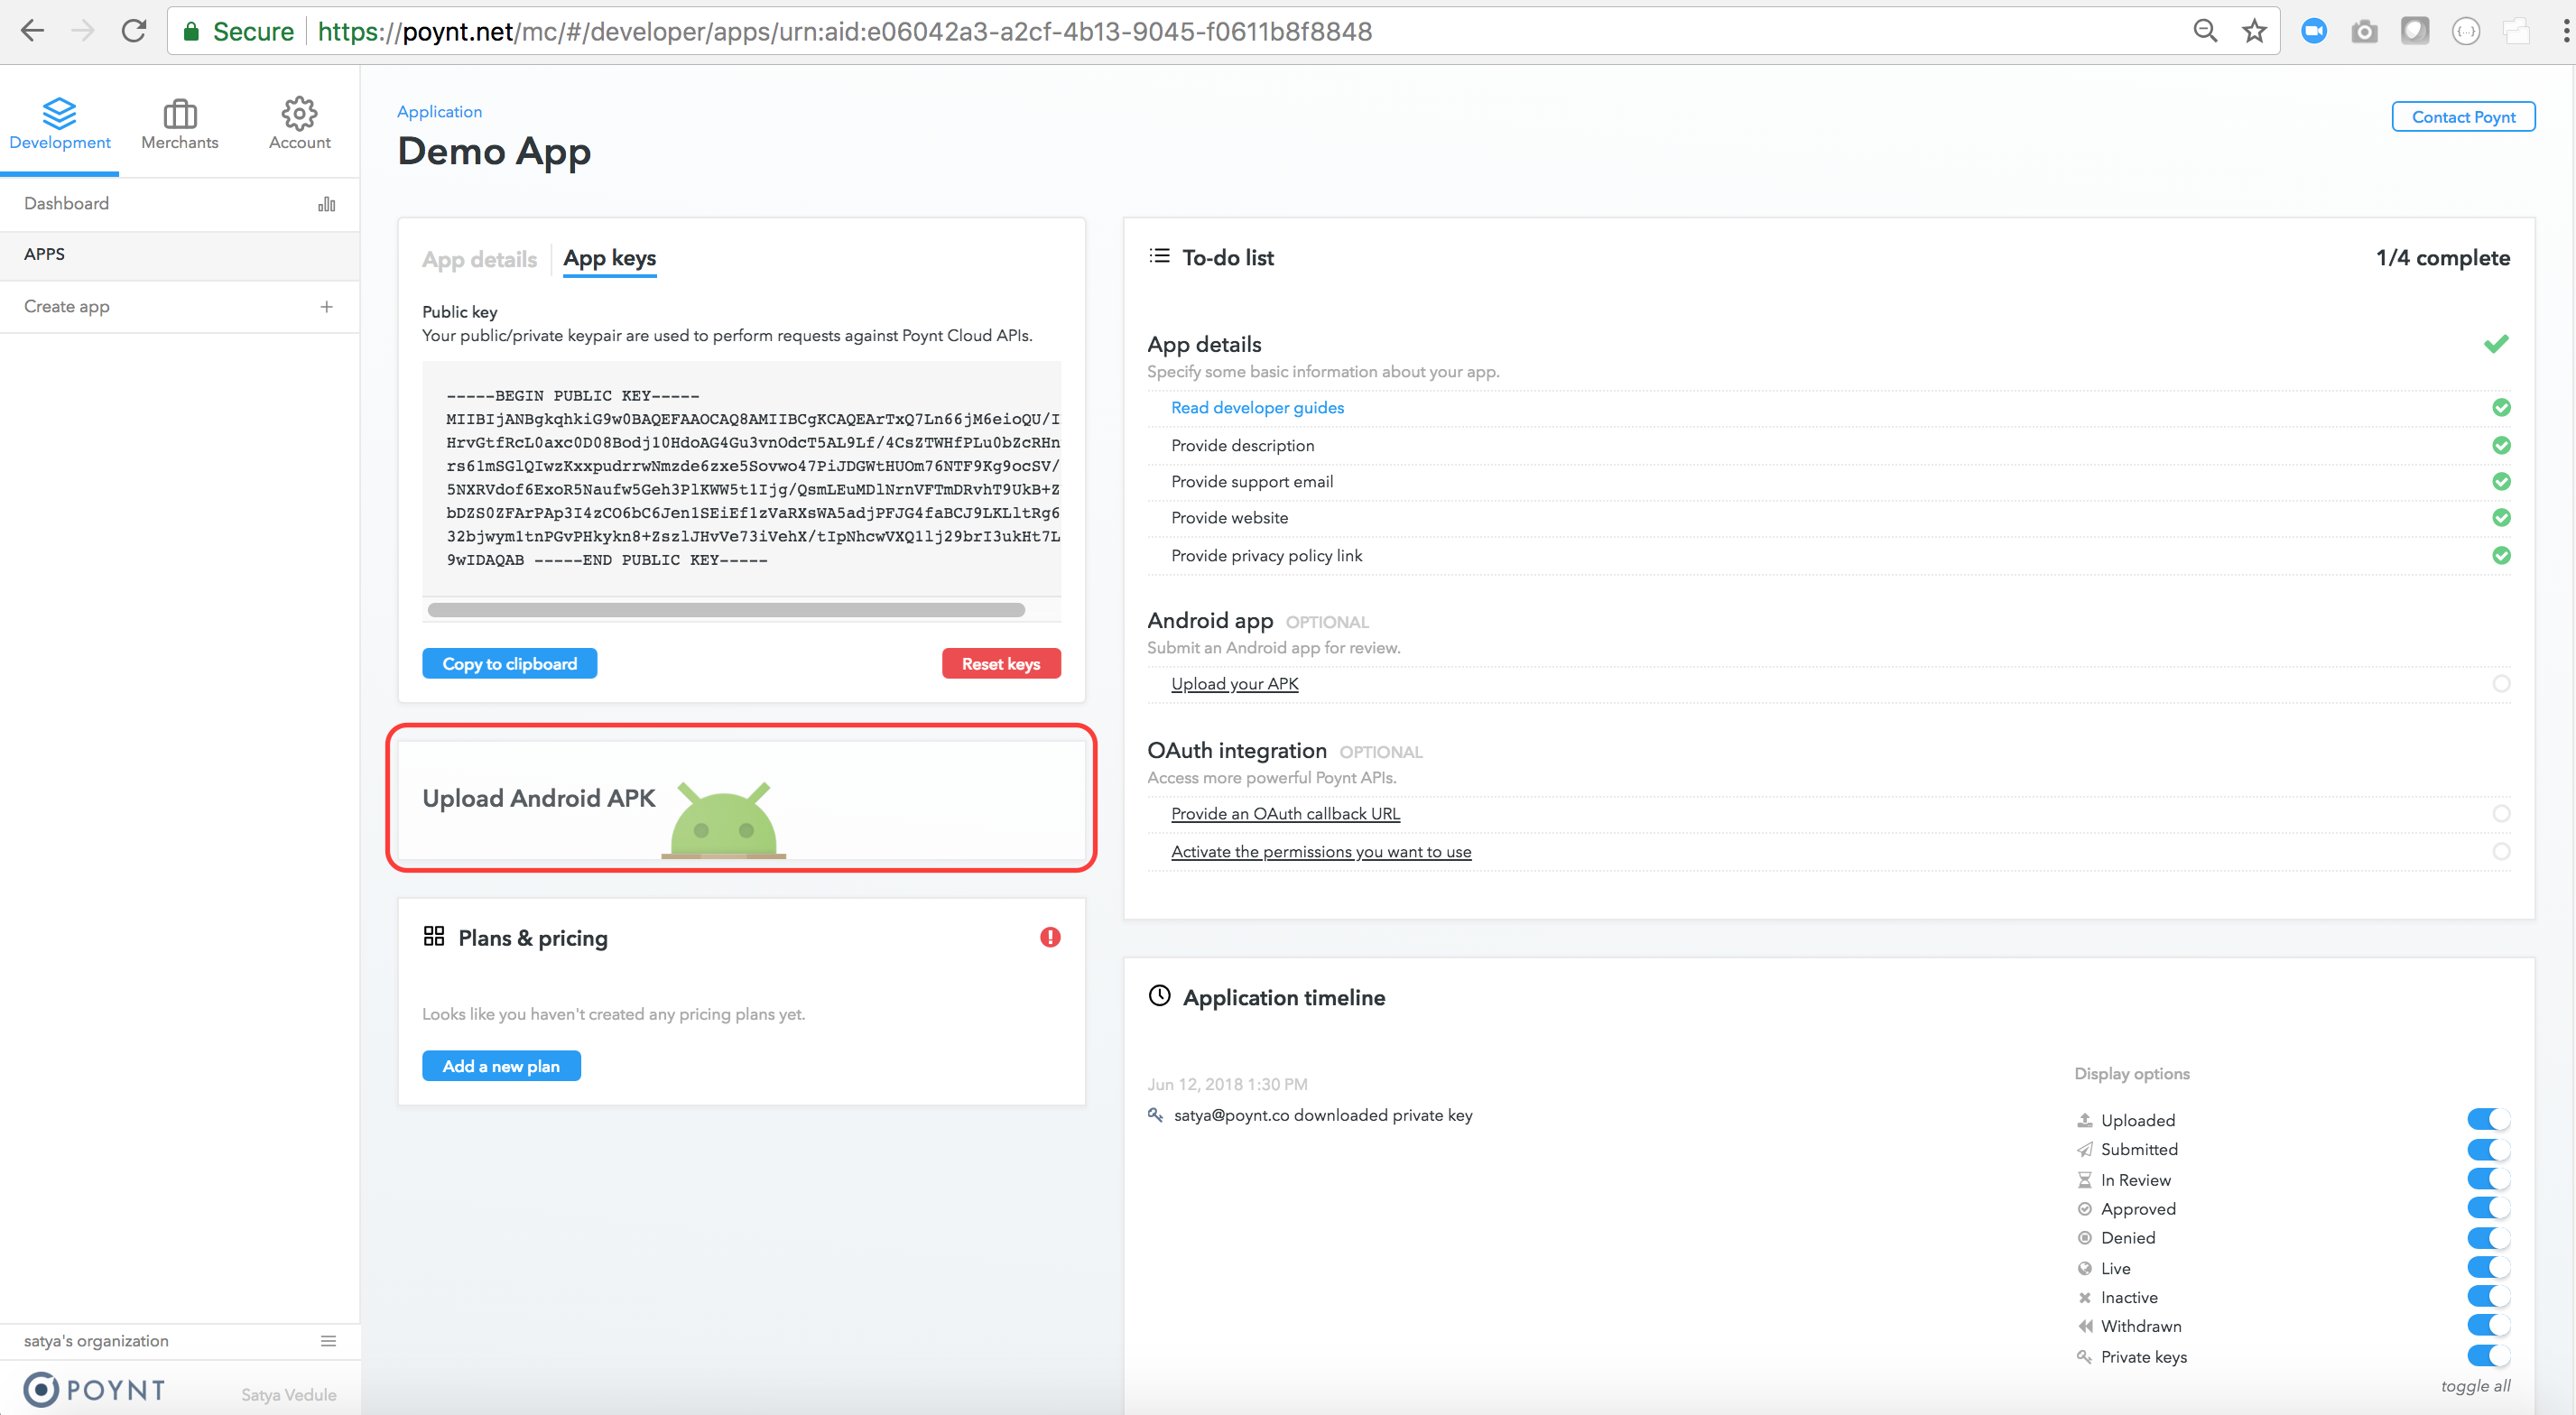 Secure https://poynt.net/mc/#/developer/apps/urn:aid:e06042a3-a2cf-4b13-9045-f0611b8f8848
Development
Merchants
Account
Dashboard
APPS
Create app +
satya's organization
POYNT
Satya Vedule
Application
Demo App
Contact Poynt
App details
App keys
Public key
Your public/private keypair are used to perform requests against Poynt Cloud APIs.
-----BEGIN PUBLIC KEY-----
MIIBIjANBgkqhkiG9w0BAQEFAAOCAQ8AMIIBCgKCAQEArTxQ7Ln66jM6eioQU/I
HrvGtfRcL0axc0D08Bodj10HdoAG4Gu3vnOdcT5AL9Lf/4CsZTWHfPLu0bZcRHn
rs61mSGlQIwzKxxpudrrwNmzde6zxe5Sovwo47PiJDGWtHUOm76NTF9Kg9ocSV/
5NXRVdof6ExoR5Naufw5Geh3PlKWW5t1Ijg/QsmLEuMDlNrnVFTmDRvhT9UkB+Z
bDZS0ZFArPAp3I4zCO6bC6Jen1SEiEf1zVaRXsWA5adjPFJG4faBCJ9LKLltRg6
32bjwym1tnPGvPHkykn8+ZszlJHvVe73iVehX/tIpNhcwVXQ1lj29brI3ukHt7L
9wIDAQAB -----END PUBLIC KEY-----
Copy to clipboard
Reset keys
Upload Android APK
Plans & pricing
Looks like you haven't created any pricing plans yet.
Add a new plan
To-do list
1/4 complete
App details
Specify some basic information about your app.
Read developer guides
Provide description
Provide support email
Provide website
Provide privacy policy link
Android app OPTIONAL
Submit an Android app for review.
Upload your APK
OAuth integration OPTIONAL
Access more powerful Poynt APIs.
Provide an OAuth callback URL
Activate the permissions you want to use
Application timeline
Jun 12, 2018 1:30 PM
satya@poynt.co downloaded private key
Display options
Uploaded
Submitted
In Review
Approved
Denied
Live
Inactive
Withdrawn
Private keys
toggle all